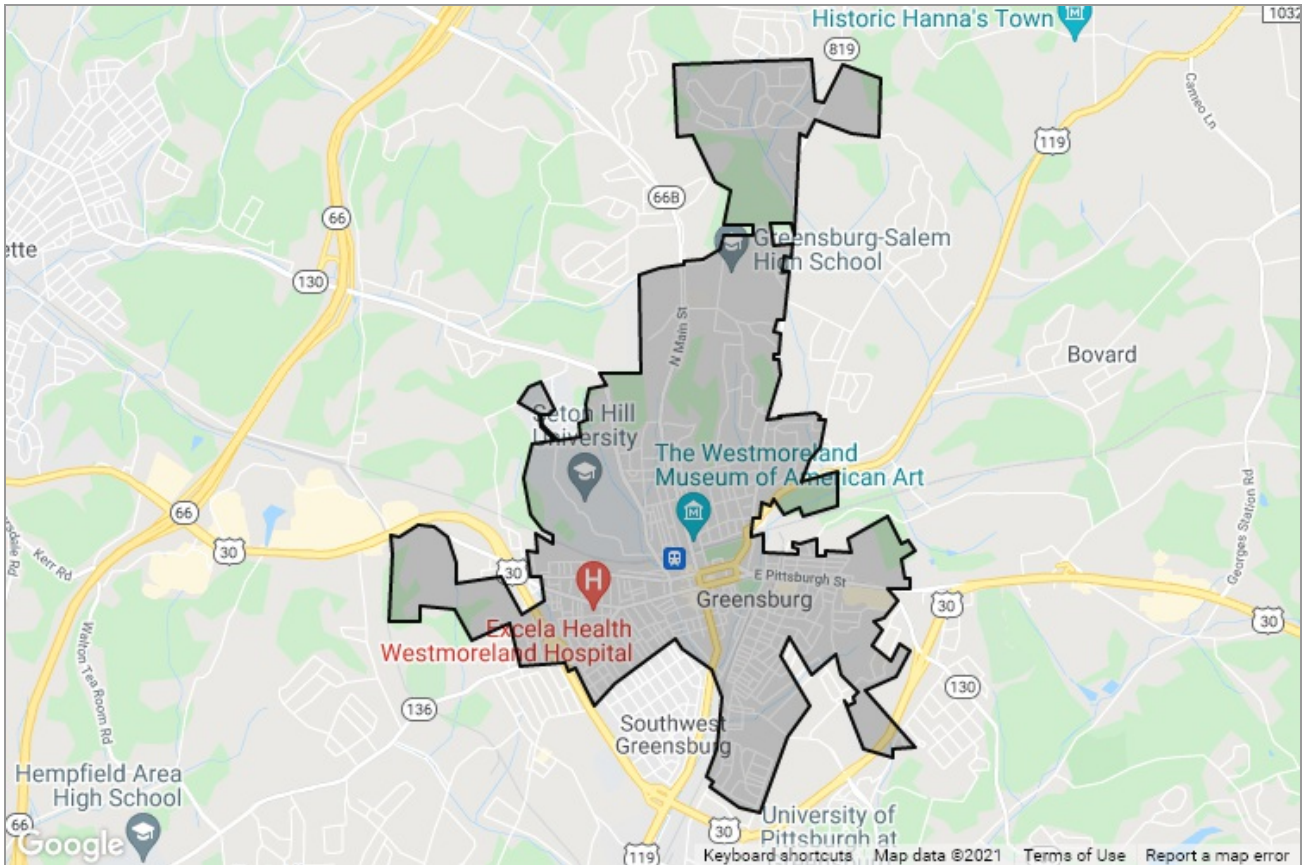 Historic Hanna's Town
1032
819
Cameo Ln
119
66B
66
ette
Greensburg-Salem
High School
130
N Main St
Bovard
Seton Hill
University
The Westmoreland
Museum of American Art
Georges Station Rd
66
30
Kerr Rd
30
E Pittsburgh St
Greensburg
30
30
Excela Health
Westmoreland Hospital
Walton Tea Room Rd
136
130
Southwest
Greensburg
Hempfield Area
High School
66
University of
Pittsburgh at
30
119
Google
Keyboard shortcuts
Map data ©2021
Terms of Use
Report a map error